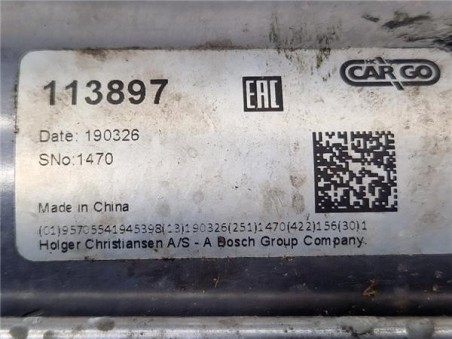 113897
EAC
CARGO
Date: 190326
SNo:1470
Made in China
(01)95705541945398(13)190326(251)1470(422)156(30)1
Holger Christiansen A/S - A Bosch Group Company.